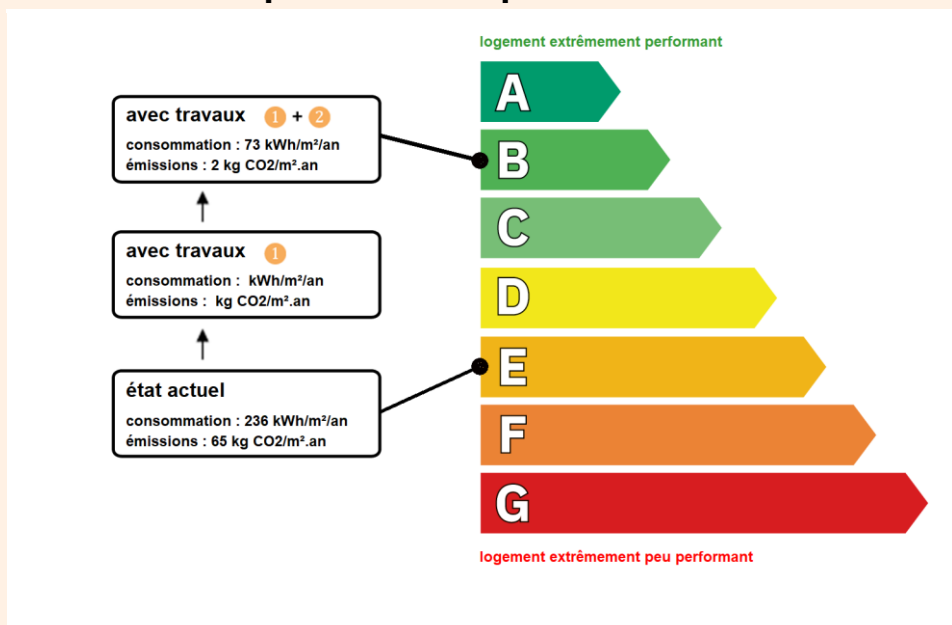 logement extrêmement performant
avec travaux 1 + 2
consommation : 73 kWh/m²/an
émissions : 2 kg CO2/m².an
avec travaux 1
consommation : kWh/m²/an
émissions : kg CO2/m².an
état actuel
consommation : 236 kWh/m²/an
émissions : 65 kg CO2/m².an
A
B
C
D
E
F
G
logement extrêmement peu performant